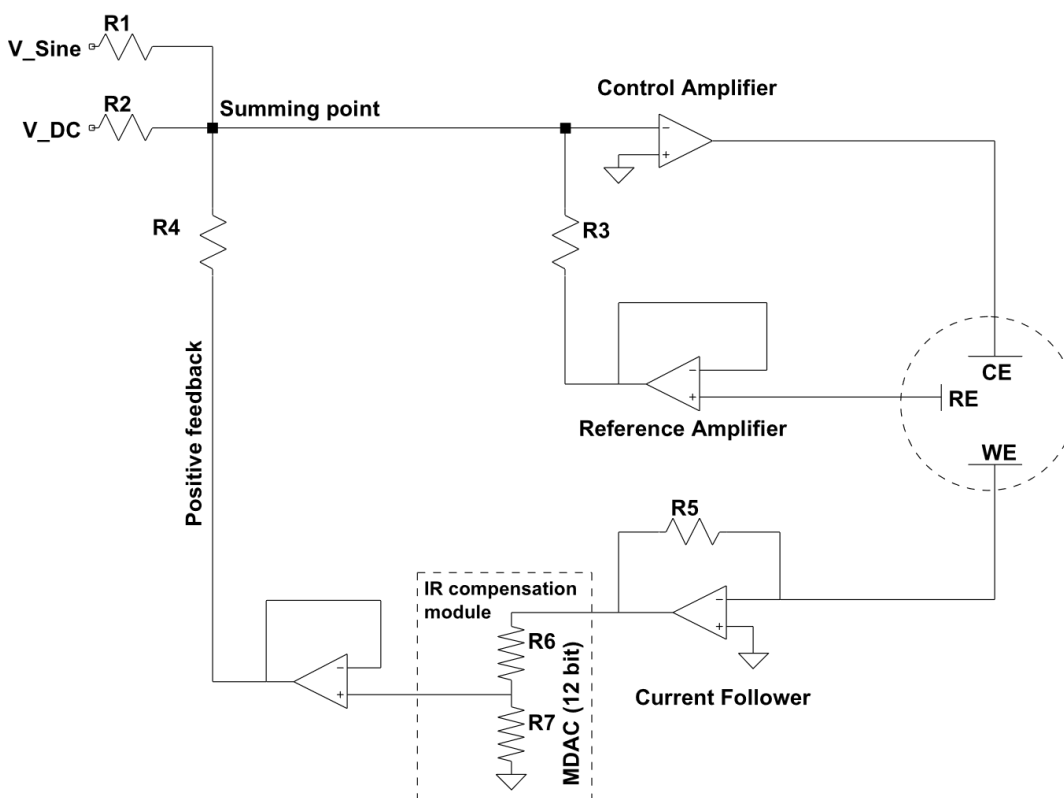 R1
V_Sine
R2
V_DC
Summing point
Control Amplifier
−
+
R4
R3
Positive feedback
−
+
Reference Amplifier
CE
RE
WE
R5
IR compensation
module
−
+
R6
R7
MDAC (12 bit)
−
+
Current Follower